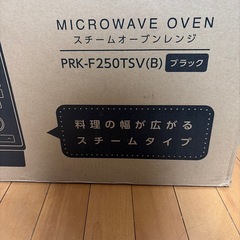 MICROWAVE OVEN
スチームオーブンレンジ
PRK-F250TSV(B) ブラック
料理の幅が広がる
スチームタイプ